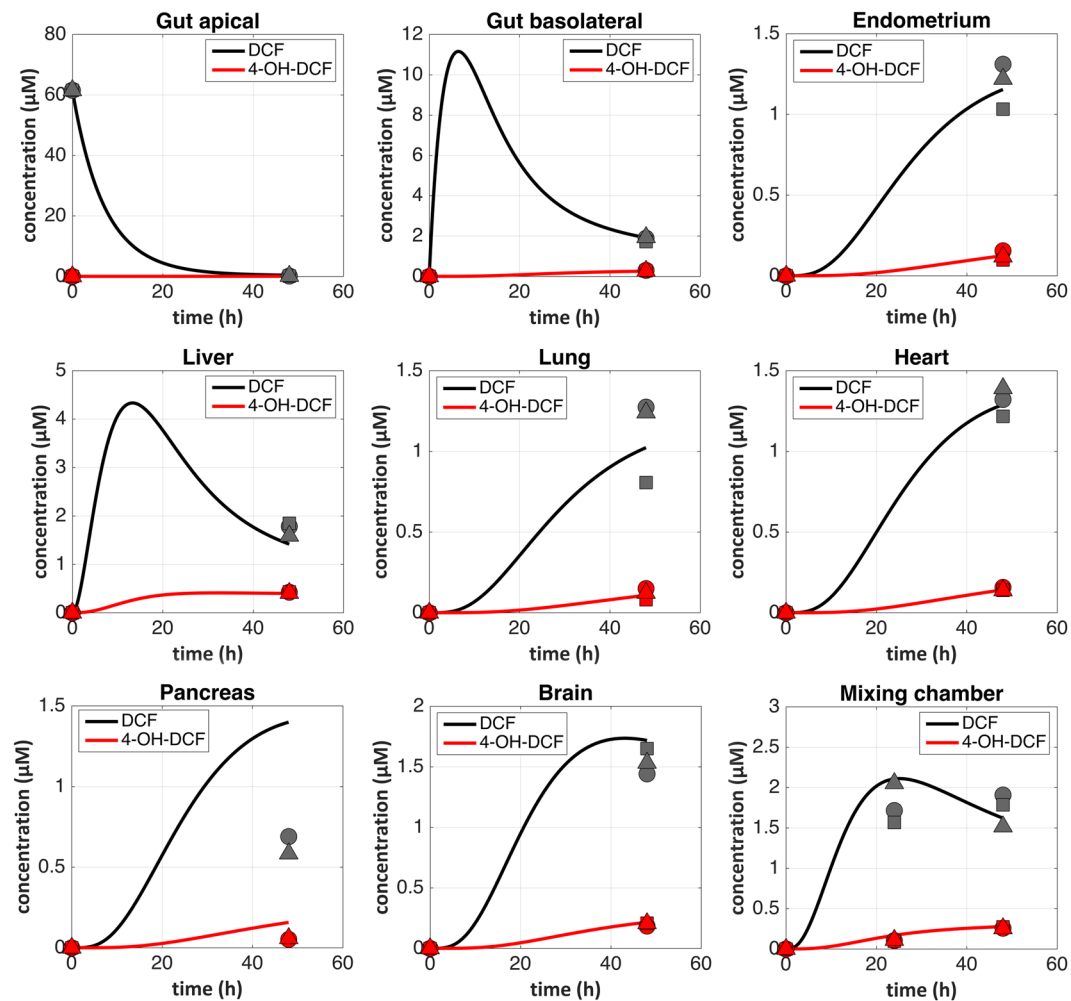 Gut apical
DCF
4-OH-DCF
concentration (µM)
80
60
40
20
0
0 20 40 60
time (h)
Gut basolateral
DCF
4-OH-DCF
concentration (µM)
12
10
8
6
4
2
0
0 20 40 60
time (h)
Endometrium
DCF
4-OH-DCF
concentration (µM)
1.5
1
0.5
0
0 20 40 60
time (h)
Liver
DCF
4-OH-DCF
concentration (µM)
5
4
3
2
1
0
0 20 40 60
time (h)
Lung
DCF
4-OH-DCF
concentration (µM)
1.5
1
0.5
0
0 20 40 60
time (h)
Heart
DCF
4-OH-DCF
concentration (µM)
1.5
1
0.5
0
0 20 40 60
time (h)
Pancreas
DCF
4-OH-DCF
concentration (µM)
1.5
1
0.5
0
0 20 40 60
time (h)
Brain
DCF
4-OH-DCF
concentration (µM)
2
1.5
1
0.5
0
0 20 40 60
time (h)
Mixing chamber
DCF
4-OH-DCF
concentration (µM)
3
2.5
2
1.5
1
0.5
0
0 20 40 60
time (h)